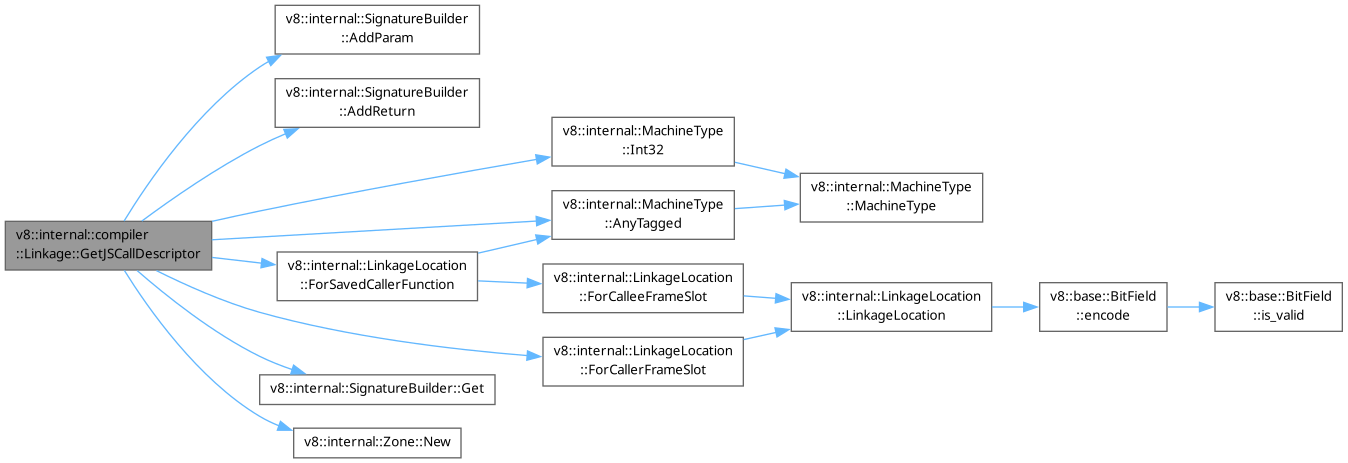 v8::internal::compiler
::Linkage::GetJSCallDescriptor
v8::internal::SignatureBuilder
::AddParam
v8::internal::SignatureBuilder
::AddReturn
v8::internal::MachineType
::Int32
v8::internal::MachineType
::MachineType
v8::internal::MachineType
::AnyTagged
v8::internal::LinkageLocation
::ForSavedCallerFunction
v8::internal::LinkageLocation
::ForCalleeFrameSlot
v8::internal::LinkageLocation
::LinkageLocation
v8::base::BitField
::encode
v8::base::BitField
::is_valid
v8::internal::LinkageLocation
::ForCallerFrameSlot
v8::internal::SignatureBuilder::Get
v8::internal::Zone::New